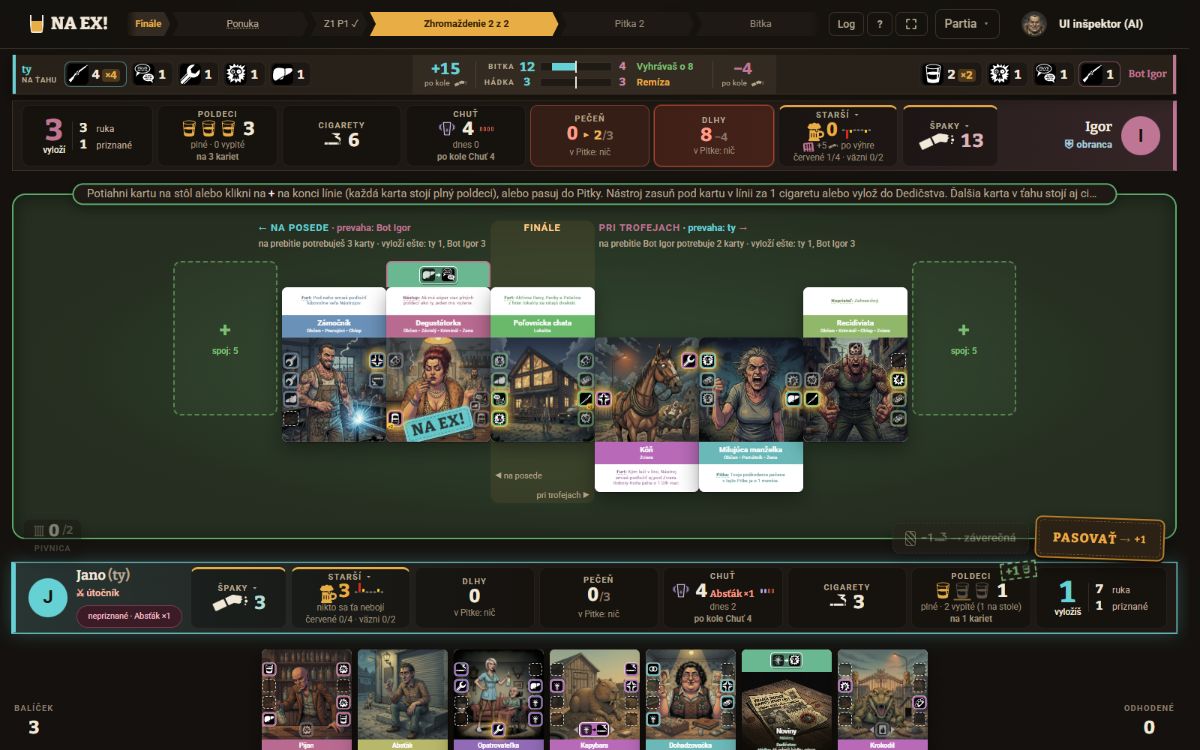 NA EX!
Finále
Ponuka
Z1 P1 ✓
Zhromaždenie 2 z 2
Pitka 2
Bitka
Log
?
Partia
UI inšpektor (AI)
ty
NA ŤAHU
4 ×4
1
1
1
1
+15
po kole
BITKA 12
4 Vyhrávaš o 8
HÁDKA 3
3 Remíza
−4
po kole
2 ×2
1
1
1
Bot Igor
3
vyloží
3 ruka
1 priznané
POLDECI
3
plné · 0 vypité
na 3 kariet
CIGARETY
6
CHUŤ
4
dnes 0
po kole Chuť 4
PEČEŇ
0 ▸ 2/3
v Pitke: nič
DLHY
8 −4
v Pitke: nič
STARŠÍ
0
+5 po výhre
červené 1/4 · väzni 0/2
ŠPAKY
13
Igor
obranca
I
Potiahni kartu na stôl alebo klikni na + na konci línie (každá karta stojí plný poldeci), alebo pasuj do Pitky. Nástroj zasuň pod kartu v línii za 1 cigaretu alebo vylož do Dedičstva. Ďalšia karta v ťahu stojí aj ci…
← NA POSEDE · prevaha: Bot Igor
na prebitie potrebuješ 3 karty · vyloží ešte: ty 1, Bot Igor 3
FINÁLE
PRI TROFEJACH · prevaha: ty →
na prebitie Bot Igor potrebuje 2 karty · vyloží ešte: ty 1, Bot Igor 3
+
spoj: 5
Zámočník
Degustátorka
NA EX!
Poľovnícka chata
Lokalita
Kôň
Zviera
Milujúca manželka
Recidivista
+
spoj: 5
◄ na posede
pri trofejach ►
0 /2
PIVNICA
−1 → záverečná
PASOVAŤ → +1
J
Jano (ty)
útočník
nepriznané · Absťák ×1
ŠPAKY
3
STARŠÍ
3
nikto sa ťa nebojí
červené 0/4 · väzni 0/2
DLHY
0
v Pitke: nič
PEČEŇ
0/3
v Pitke: nič
CHUŤ
4 Absťák ×1
dnes 2
po kole Chuť 4
CIGARETY
3
+1
POLDECI
1
plné · 2 vypité (1 na stole)
na 1 kariet
1
vyložíš
7 ruka
1 priznané
BALÍČEK
3
Pijan
Absťák
Opatrovateľka
Kapybara
Dohadzovačka
Noviny
Krokodíl
ODHODENÉ
0